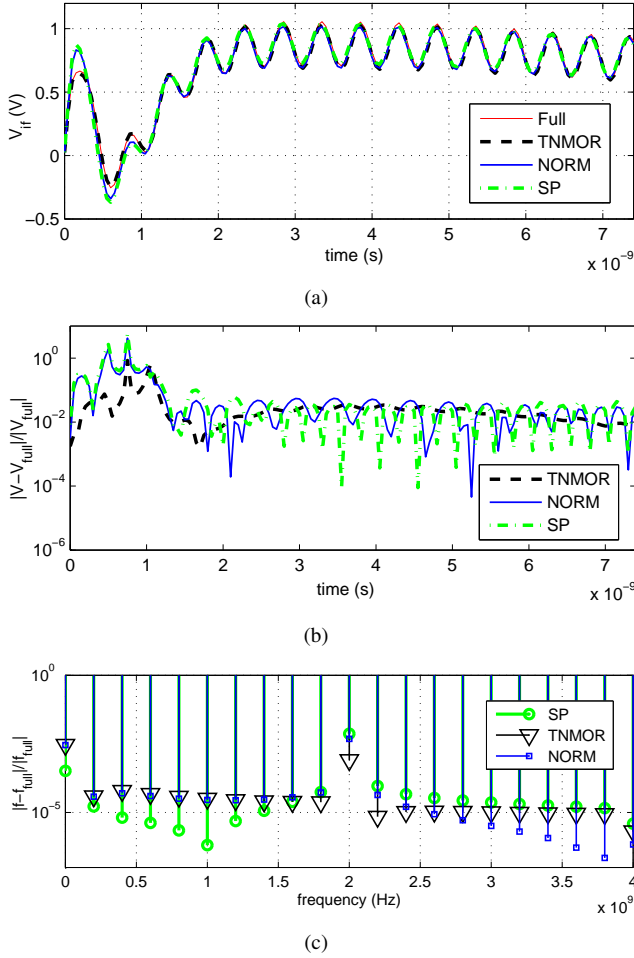 1
0.5
0
−0.5
V_if (V)
Full
TNMOR
NORM
SP
0 1 2 3 4 5 6 7
time (s)
x 10^−9
(a)
10^0
10^−2
10^−4
10^−6
|V−V_full|/|V_full|
TNMOR
NORM
SP
0 1 2 3 4 5 6 7
time (s)
x 10^−9
(b)
10^0
10^−5
|f−f_full|/|f_full|
SP
TNMOR
NORM
0 0.5 1 1.5 2 2.5 3 3.5 4
frequency (Hz)
x 10^9
(c)